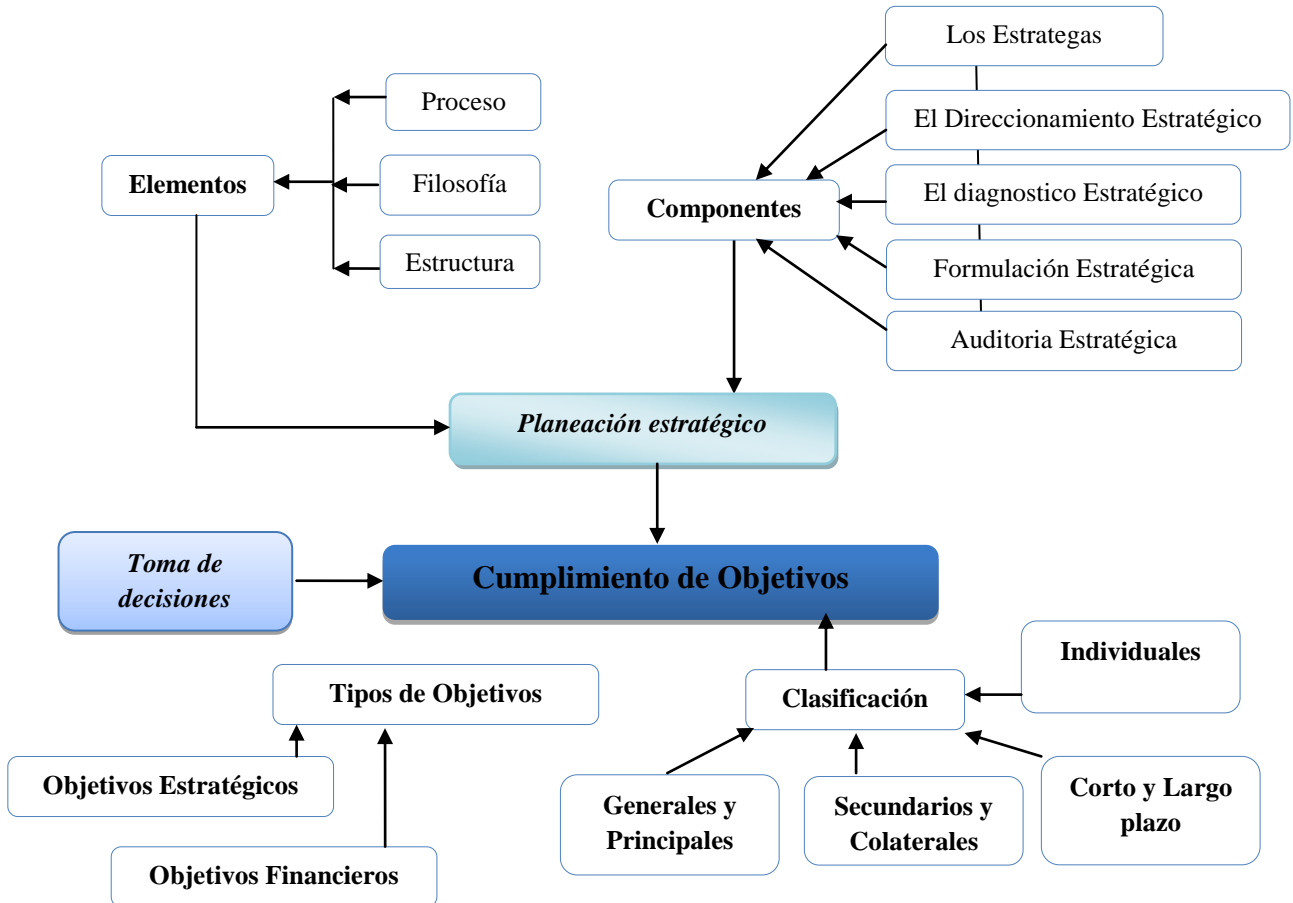 Los Estrategas
Proceso
El Direccionamiento Estratégico
Elementos
Filosofía
El diagnostico Estratégico
Componentes
Estructura
Formulación Estratégica
Auditoria Estratégica
Planeación estratégico
Toma de
decisiones
Cumplimiento de Objetivos
Individuales
Tipos de Objetivos
Clasificación
Objetivos Estratégicos
Generales y
Principales
Secundarios y
Colaterales
Corto y Largo
plazo
Objetivos Financieros